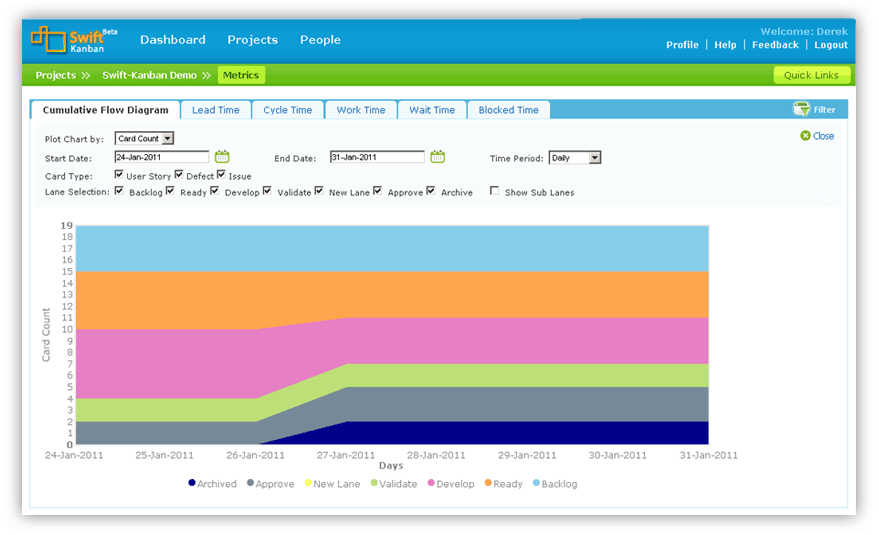 Swift Beta
Kanban
Dashboard Projects People
Welcome: Derek
Profile | Help | Feedback | Logout
Projects >> Swift-Kanban Demo >> Metrics
Quick Links
Cumulative Flow Diagram Lead Time Cycle Time Work Time Wait Time Blocked Time
Filter
Plot Chart by: Card Count
Close
Start Date: 24-Jan-2011 End Date: 31-Jan-2011 Time Period: Daily
Card Type: User Story Defect Issue
Lane Selection: Backlog Ready Develop Validate New Lane Approve Archive Show Sub Lanes
19
18
17
16
15
14
13
12
11
10
9
8
7
6
5
4
3
2
1
0
Card Count
24-Jan-2011 25-Jan-2011 26-Jan-2011 27-Jan-2011 28-Jan-2011 29-Jan-2011 30-Jan-2011 31-Jan-2011
Days
Archived Approve New Lane Validate Develop Ready Backlog